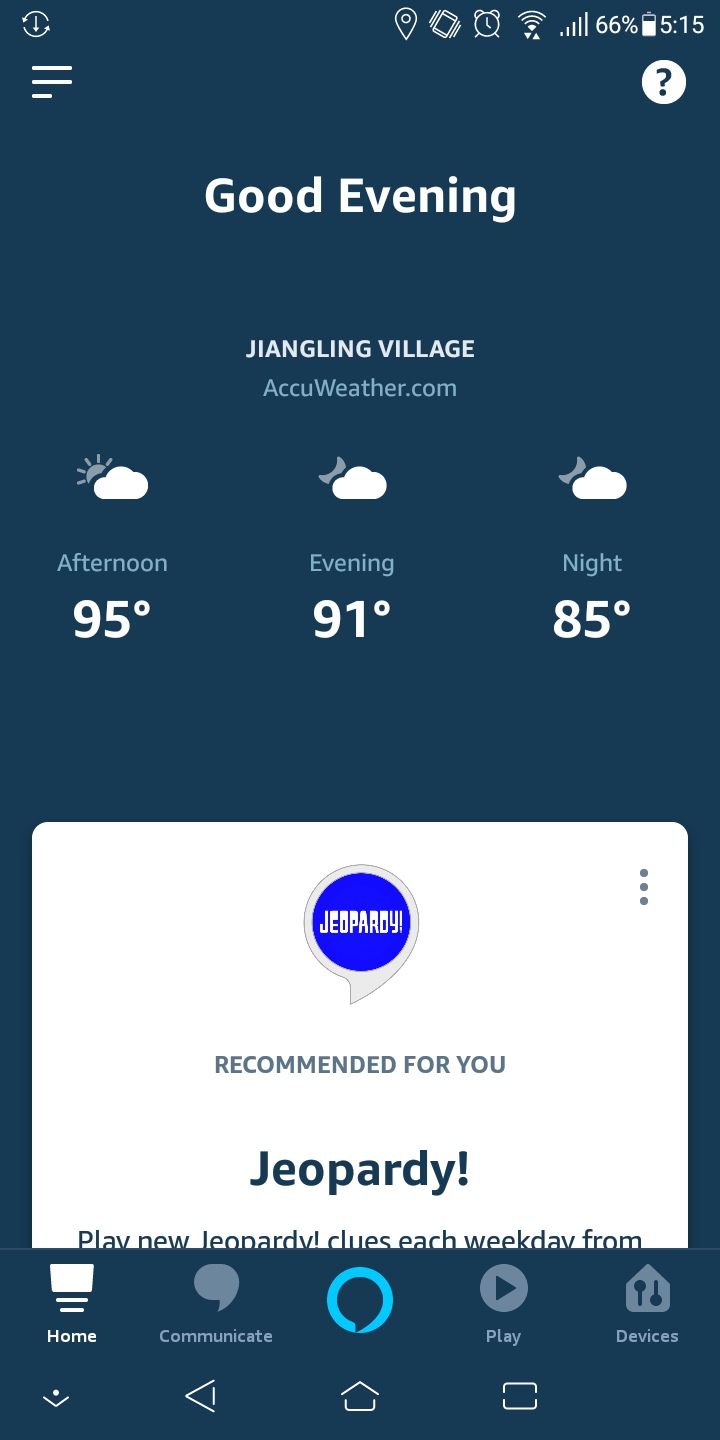 66% 5:15
?
Good Evening
JIANGLING VILLAGE
AccuWeather.com
Afternoon Evening Night
95° 91° 85°
JEOPARDY!
RECOMMENDED FOR YOU
Jeopardy!
Play new Jeopardy! clues each weekday from
Home Communicate Play Devices